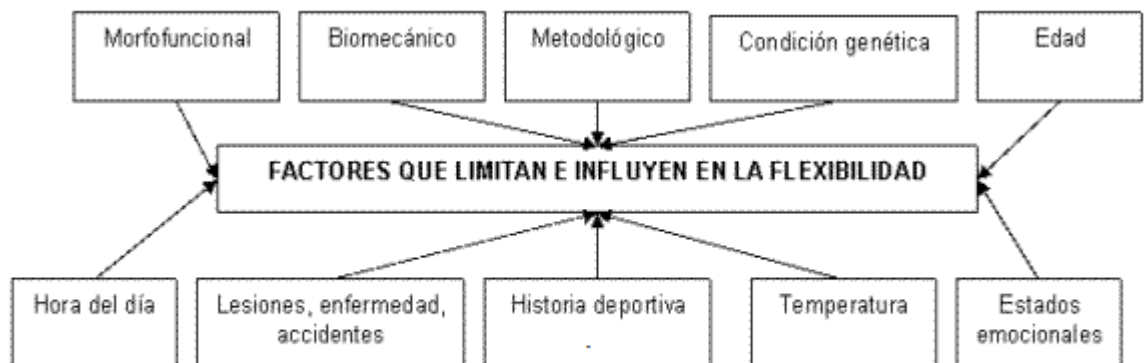 Morfofuncional
Biomecánico
Metodológico
Condición genética
Edad
FACTORES QUE LIMITAN E INFLUYEN EN LA FLEXIBILIDAD
Hora del día
Lesiones, enfermedad,
accidentes
Historia deportiva
.
Temperatura
Estados
emocionales